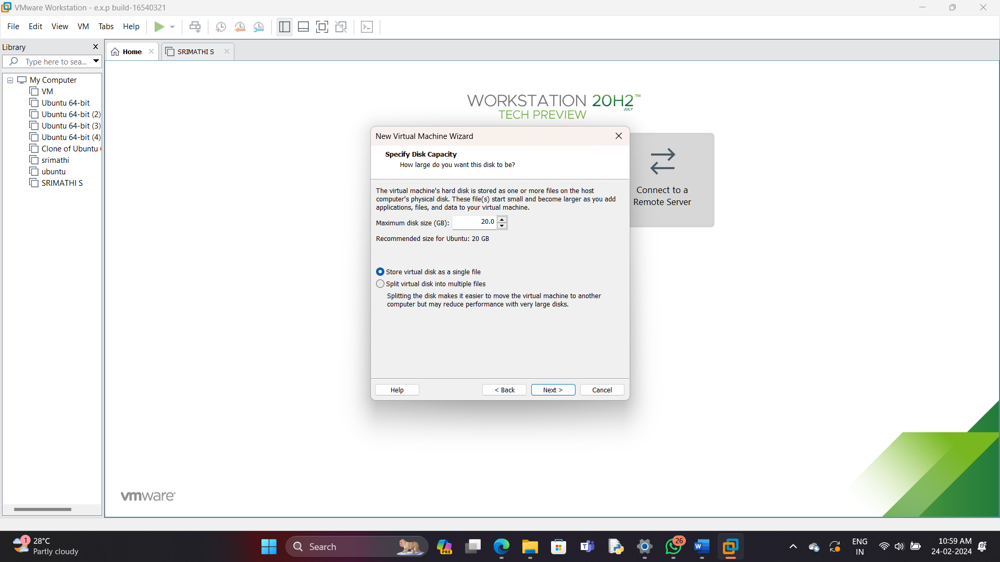 VMware Workstation - e.x.p build-16540321
File Edit View VM Tabs Help
Library
Type here to sea...
My Computer
VM
Ubuntu 64-bit
Ubuntu 64-bit (2)
Ubuntu 64-bit (3)
Ubuntu 64-bit (4)
Clone of Ubuntu
srimathi
ubuntu
SRIMATHI S
Home
SRIMATHI S
WORKSTATION 20H2™
JULY
TECH PREVIEW
New Virtual Machine Wizard
Specify Disk Capacity
How large do you want this disk to be?
The virtual machine's hard disk is stored as one or more files on the host
computer's physical disk. These file(s) start small and become larger as you add
applications, files, and data to your virtual machine.
Maximum disk size (GB): 20.0
Recommended size for Ubuntu: 20 GB
Store virtual disk as a single file
Split virtual disk into multiple files
Splitting the disk makes it easier to move the virtual machine to another
computer but may reduce performance with very large disks.
Help < Back Next > Cancel
Connect to a
Remote Server
vmware
1
28°C
Partly cloudy
Search
PRE
26
ENG
IN
10:59 AM
24-02-2024